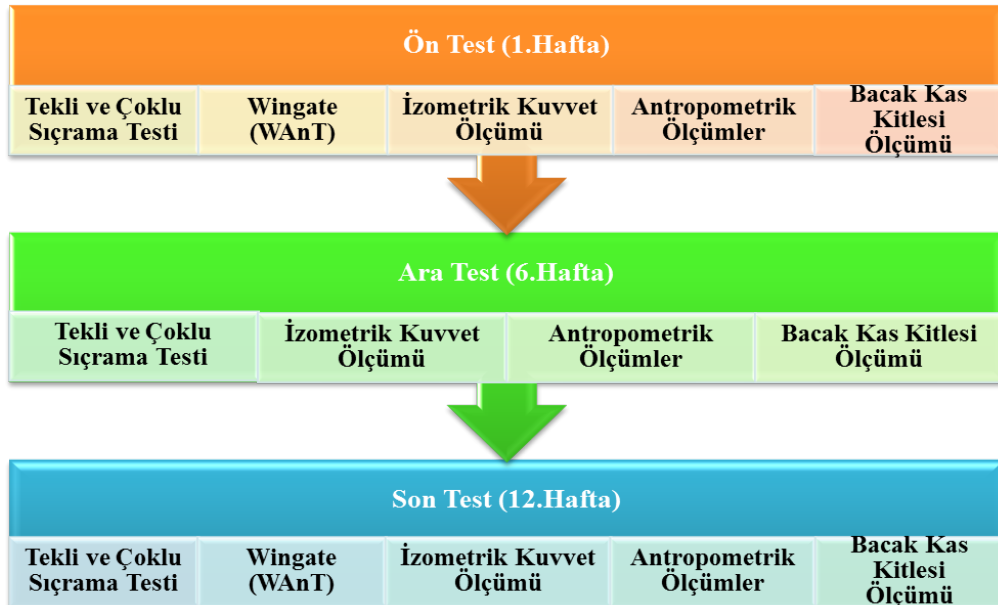 Ön Test (1.Hafta)
Tekli ve Çoklu
Sıçrama Testi
Wingate
(WAnT)
İzometrik Kuvvet
Ölçümü
Antropometrik
Ölçümler
Bacak Kas
Kitlesi
Ölçümü
Ara Test (6.Hafta)
Tekli ve Çoklu
Sıçrama Testi
İzometrik Kuvvet
Ölçümü
Antropometrik
Ölçümler
Bacak Kas Kitlesi
Ölçümü
Son Test (12.Hafta)
Tekli ve Çoklu
Sıçrama Testi
Wingate
(WAnT)
İzometrik Kuvvet
Ölçümü
Antropometrik
Ölçümler
Bacak Kas
Kitlesi
Ölçümü